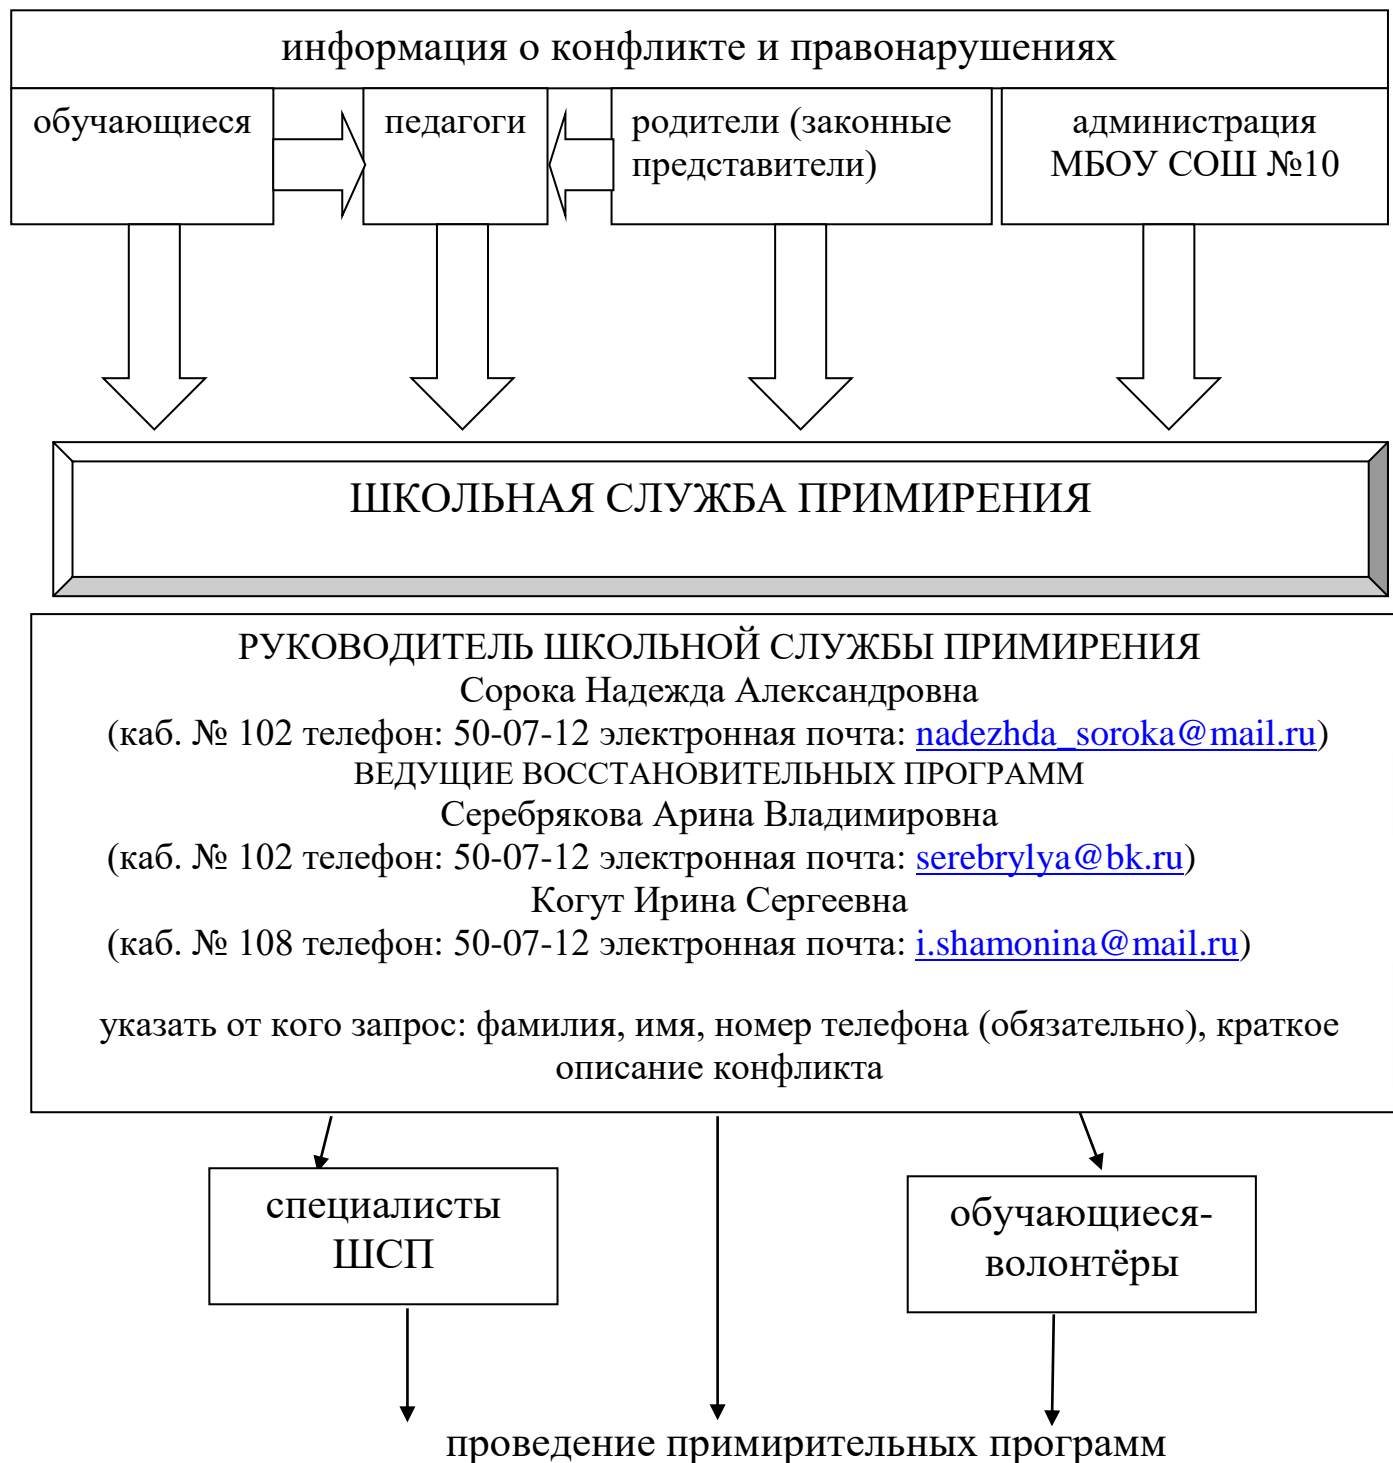 информация о конфликте и правонарушениях
обучающиеся
педагоги
родители (законные
представители)
администрация
МБОУ СОШ №10
ШКОЛЬНАЯ СЛУЖБА ПРИМИРЕНИЯ
РУКОВОДИТЕЛЬ ШКОЛЬНОЙ СЛУЖБЫ ПРИМИРЕНИЯ
Сорока Надежда Александровна
(каб. № 102 телефон: 50-07-12 электронная почта: nadezhda_soroka@mail.ru)
ВЕДУЩИЕ ВОССТАНОВИТЕЛЬНЫХ ПРОГРАММ
Серебрякова Арина Владимировна
(каб. № 102 телефон: 50-07-12 электронная почта: serebrylya@bk.ru)
Когут Ирина Сергеевна
(каб. № 108 телефон: 50-07-12 электронная почта: i.shamonina@mail.ru)
указать от кого запрос: фамилия, имя, номер телефона (обязательно), краткое
описание конфликта
специалисты
ШСП
обучающиеся-
волонтёры
проведение примирительных программ